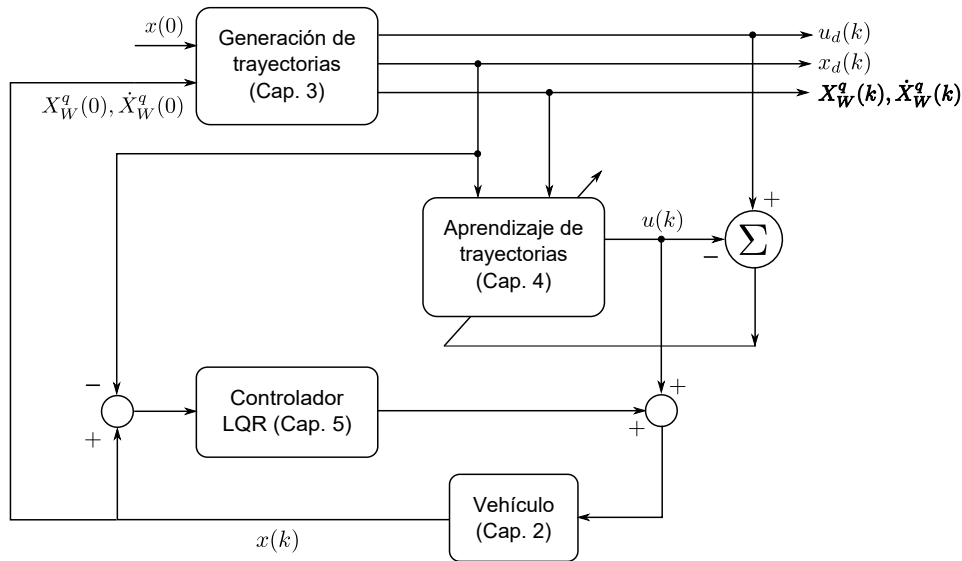 x(0)
Generación de
trayectorias
(Cap. 3)
u_d(k)
x_d(k)
X_W^q(0), Ẋ_W^q(0)
X_W^q(k), Ẋ_W^q(k)
Aprendizaje de
trayectorias
(Cap. 4)
u(k)
+
−
Σ
−
+
Controlador
LQR (Cap. 5)
+
+
Vehículo
(Cap. 2)
x(k)